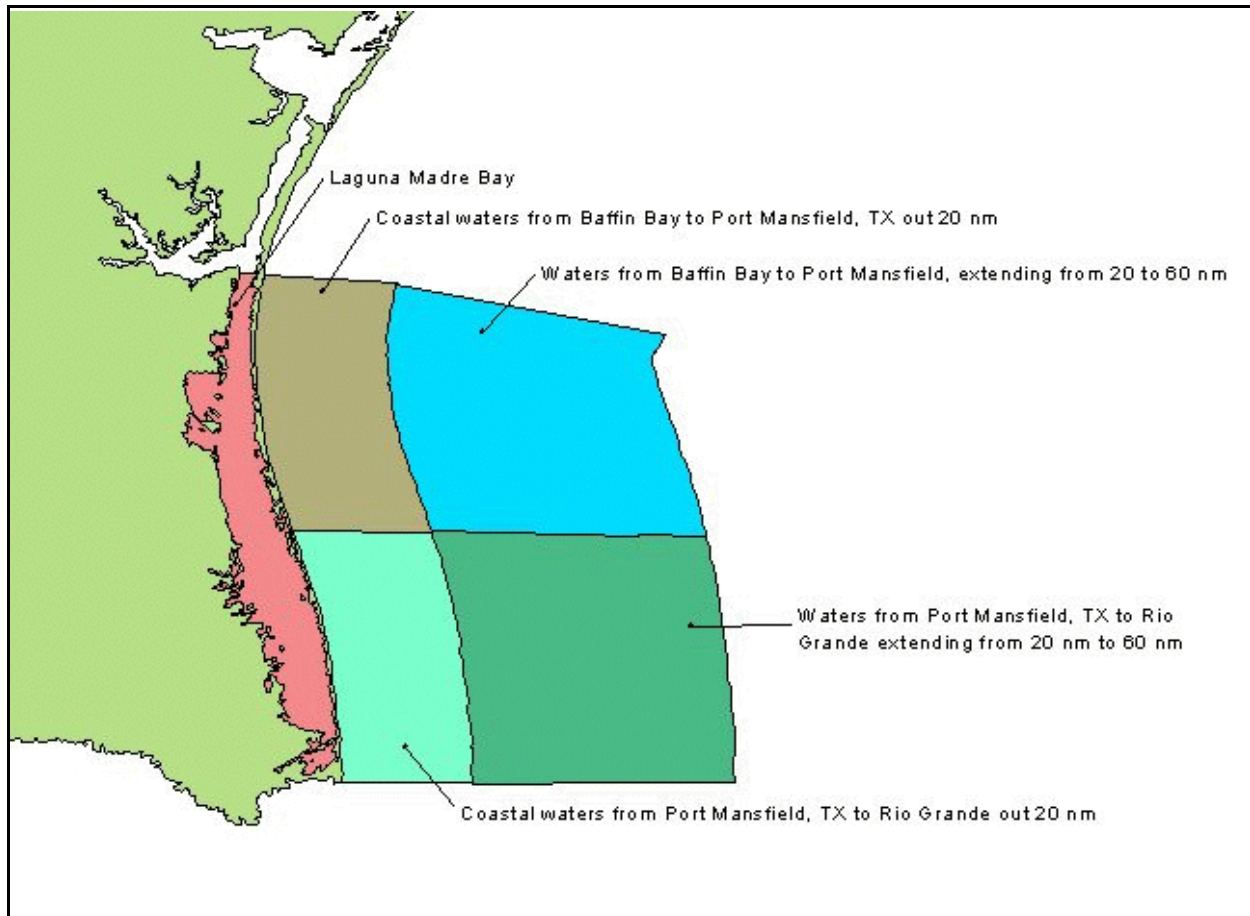 Laguna Madre Bay
Coastal waters from Baffin Bay to Port Mansfield, TX out 20 nm
Waters from Baffin Bay to Port Mansfield, extending from 20 to 60 nm
Waters from Port Mansfield, TX to Rio
Grande extending from 20 nm to 60 nm
Coastal waters from Port Mansfield, TX to Rio Grande out 20 nm